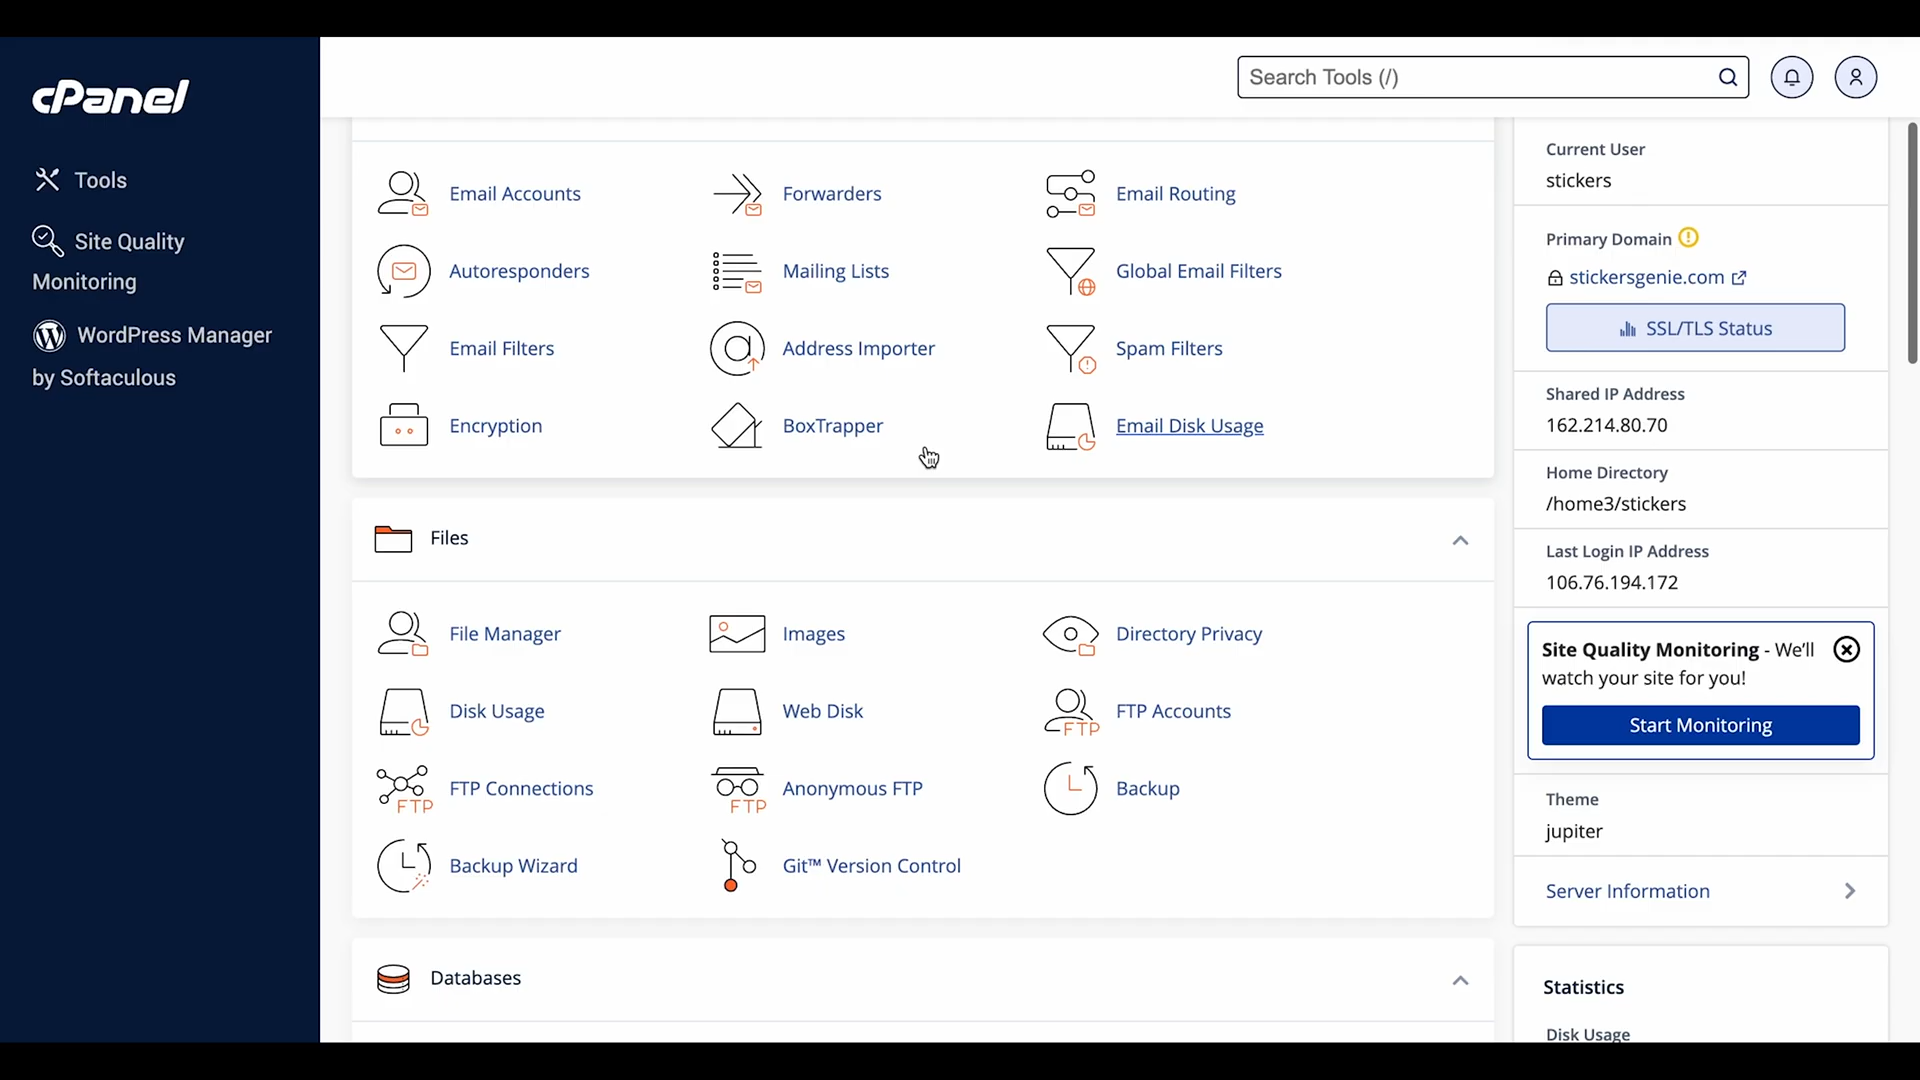 cPanel
Tools
Site Quality
Monitoring
WordPress Manager
by Softaculous
Search Tools (/)
Email Accounts
Forwarders
Email Routing
Autoresponders
Mailing Lists
Global Email Filters
Email Filters
Address Importer
Spam Filters
Encryption
BoxTrapper
Email Disk Usage
Files
File Manager
Images
Directory Privacy
Disk Usage
Web Disk
FTP
FTP Accounts
FTP
FTP Connections
FTP
Anonymous FTP
Backup
Backup Wizard
Git™ Version Control
Databases
Current User
stickers
Primary Domain
stickersgenie.com
SSL/TLS Status
Shared IP Address
162.214.80.70
Home Directory
/home3/stickers
Last Login IP Address
106.76.194.172
Site Quality Monitoring - We'll
watch your site for you!
Start Monitoring
Theme
jupiter
Server Information
Statistics
Disk Usage